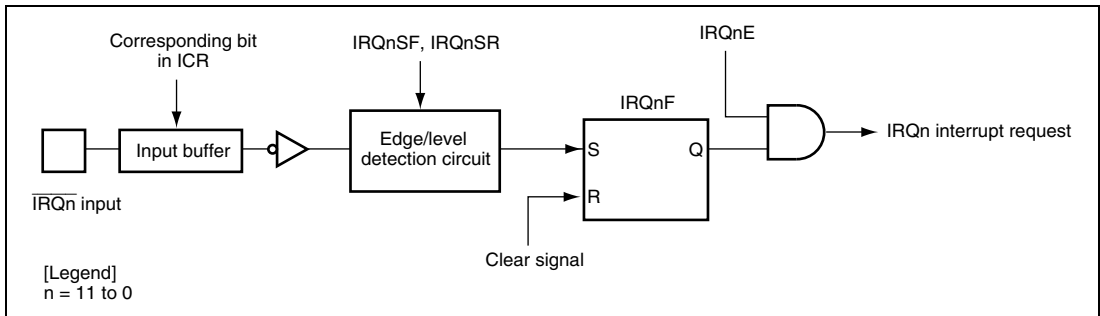 Corresponding bit
in ICR
IRQnSF, IRQnSR
IRQnE
IRQnF
Input buffer
Edge/level
detection circuit
S
Q
R
IRQn interrupt request
I̅R̅Q̅n̅ input
Clear signal
[Legend]
n = 11 to 0